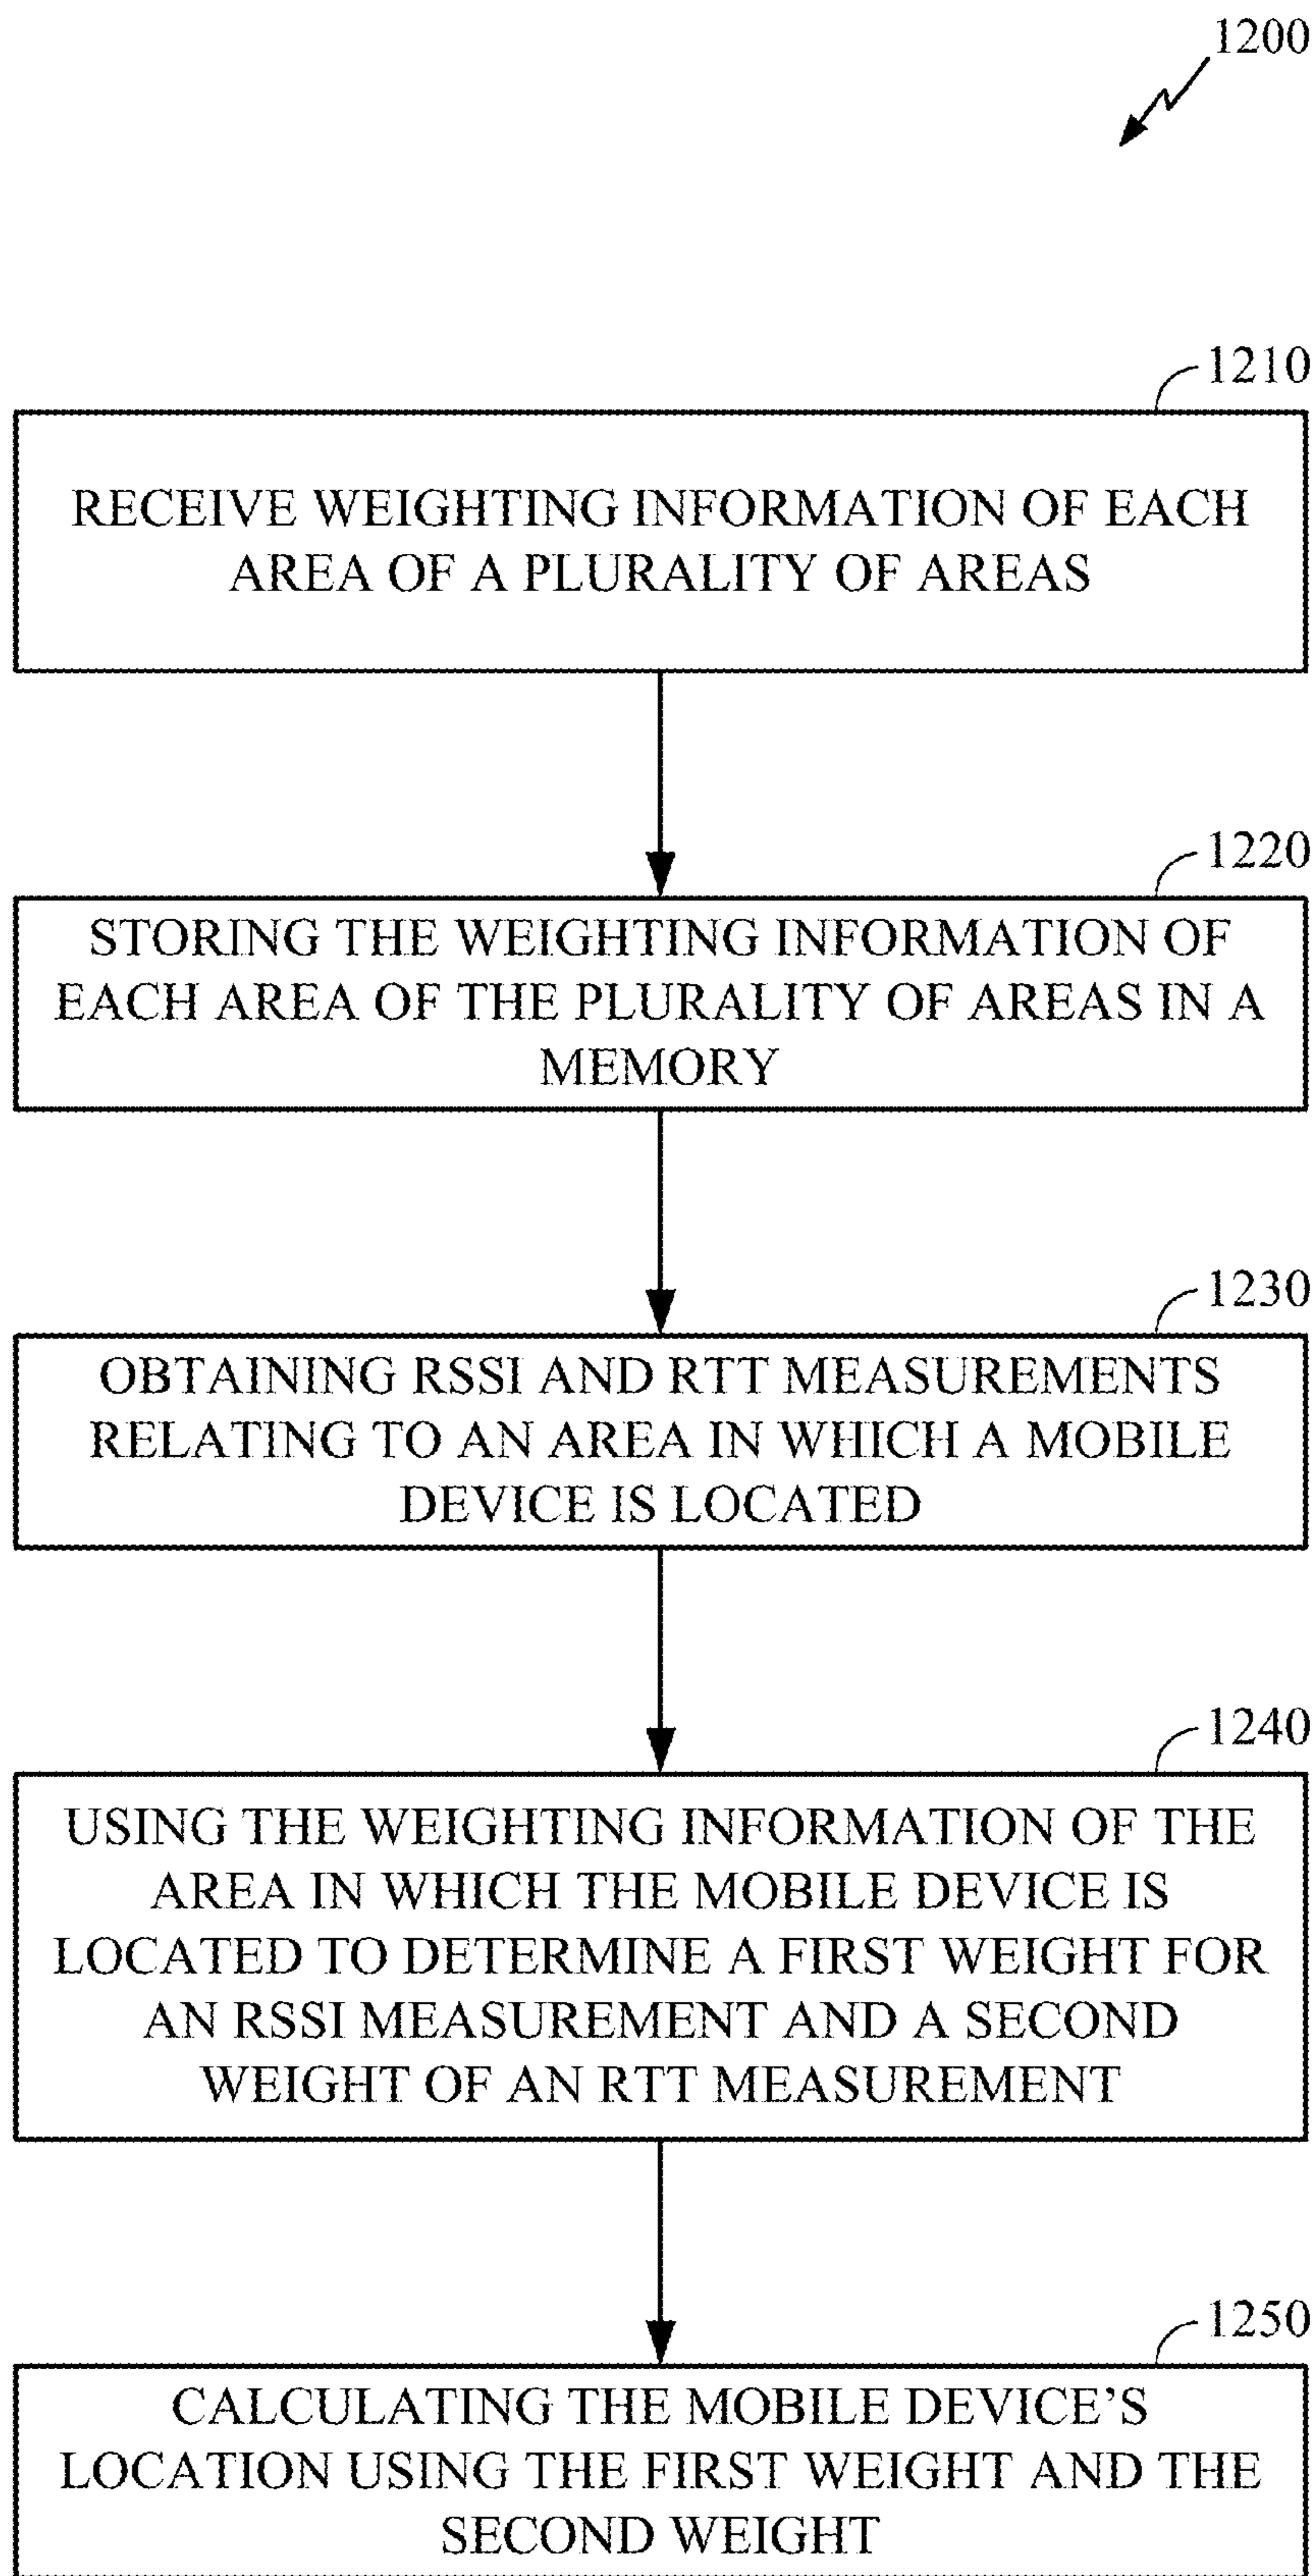 1200
1210
RECEIVE WEIGHTING INFORMATION OF EACH
AREA OF A PLURALITY OF AREAS
1220
STORING THE WEIGHTING INFORMATION OF
EACH AREA OF THE PLURALITY OF AREAS IN A
MEMORY
1230
OBTAINING RSSI AND RTT MEASUREMENTS
RELATING TO AN AREA IN WHICH A MOBILE
DEVICE IS LOCATED
1240
USING THE WEIGHTING INFORMATION OF THE
AREA IN WHICH THE MOBILE DEVICE IS
LOCATED TO DETERMINE A FIRST WEIGHT FOR
AN RSSI MEASUREMENT AND A SECOND
WEIGHT OF AN RTT MEASUREMENT
1250
CALCULATING THE MOBILE DEVICE'S
LOCATION USING THE FIRST WEIGHT AND THE
SECOND WEIGHT